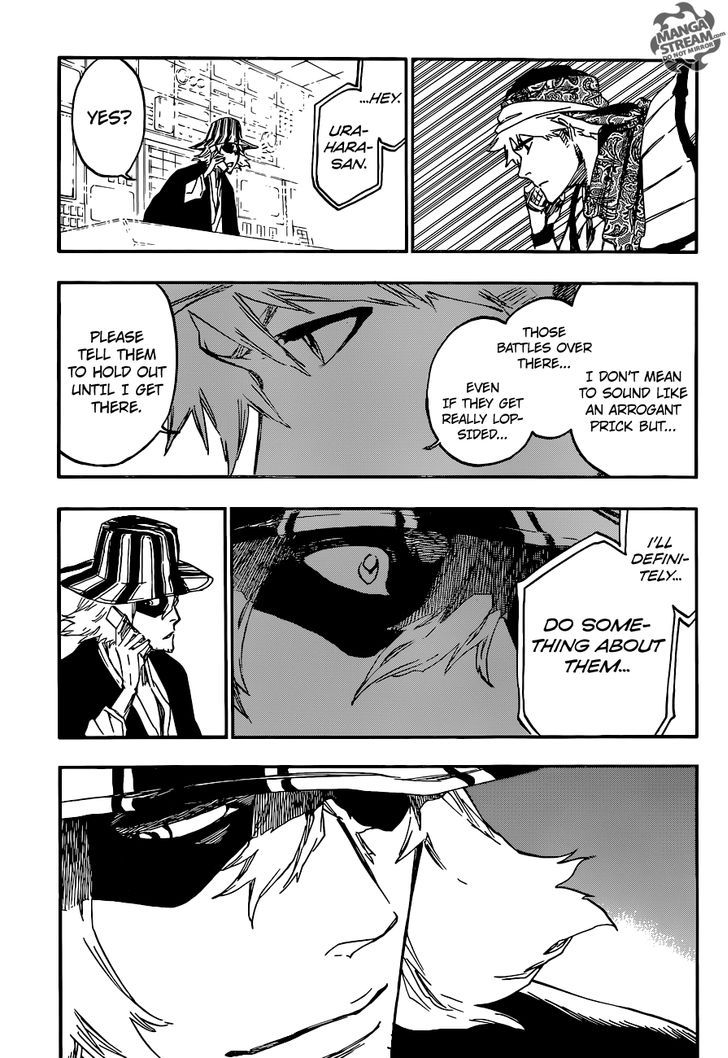 MANGA
STREAM.com
DO NOT MIRROR
...HEY.
URA-
HARA-
SAN.
YES?
I DON'T MEAN
TO SOUND LIKE
AN ARROGANT
PRICK BUT...
THOSE
BATTLES OVER
THERE...
EVEN
IF THEY GET
REALLY LOP-
SIDED...
PLEASE
TELL THEM
TO HOLD OUT
UNTIL I GET
THERE.
I'LL
DEFINI-
TELY...
DO SOME-
THING ABOUT
THEM...